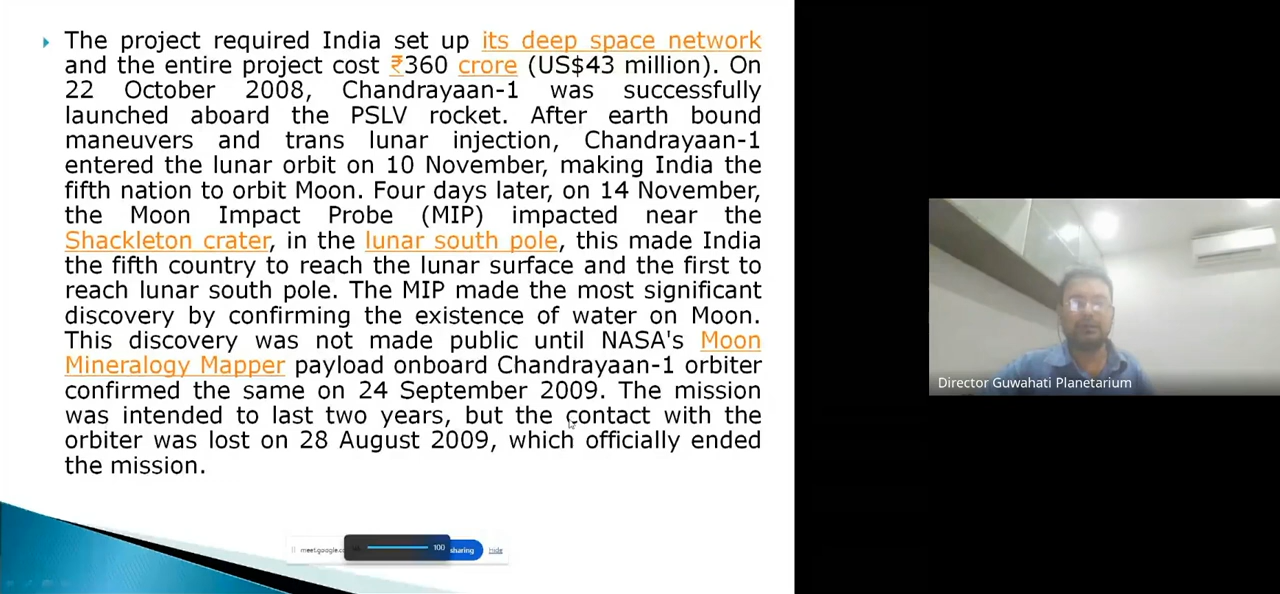 The project required India set up its deep space network
and the entire project cost ₹360 crore (US$43 million). On
22 October 2008, Chandrayaan-1 was successfully
launched aboard the PSLV rocket. After earth bound
maneuvers and trans lunar injection, Chandrayaan-1
entered the lunar orbit on 10 November, making India the
fifth nation to orbit Moon. Four days later, on 14 November,
the Moon Impact Probe (MIP) impacted near the
Shackleton crater, in the lunar south pole, this made India
the fifth country to reach the lunar surface and the first to
reach lunar south pole. The MIP made the most significant
discovery by confirming the existence of water on Moon.
This discovery was not made public until NASA's Moon
Mineralogy Mapper payload onboard Chandrayaan-1 orbiter
confirmed the same on 24 September 2009. The mission
was intended to last two years, but the contact with the
orbiter was lost on 28 August 2009, which officially ended
the mission.
Director Guwahati Planetarium
meet.google.c 100 sharing Hide